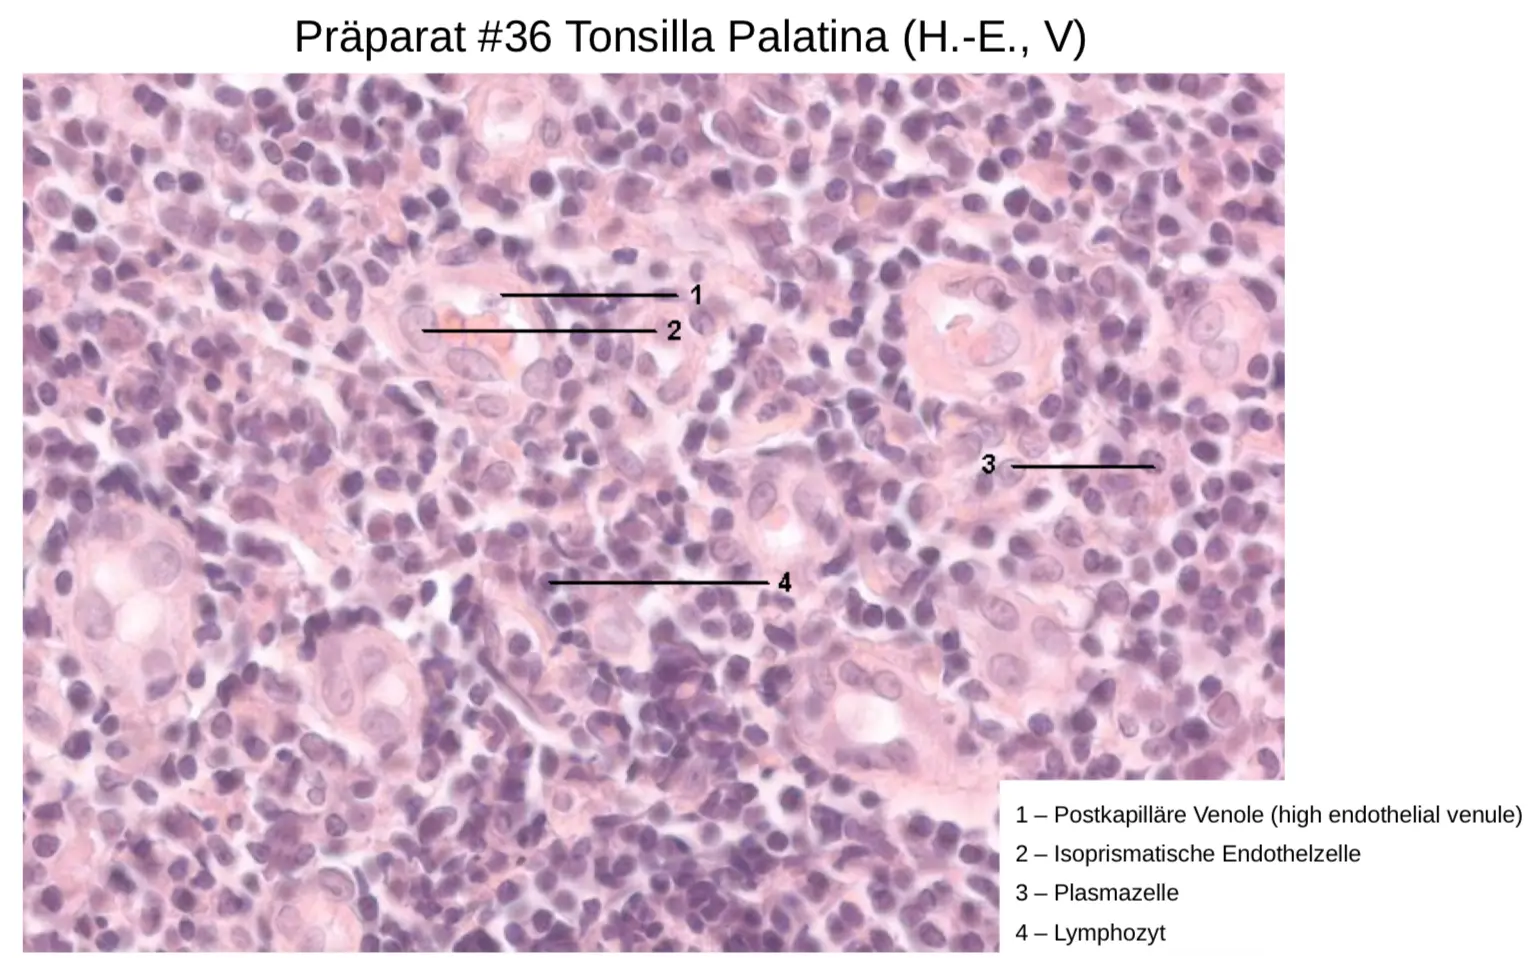 Präparat #36 Tonsilla Palatina (H.-E., V)
1
2
3
4
1 – Postkapilläre Venole (high endothelial venule)
2 – Isoprismatische Endothelzelle
3 – Plasmazelle
4 – Lymphozyt